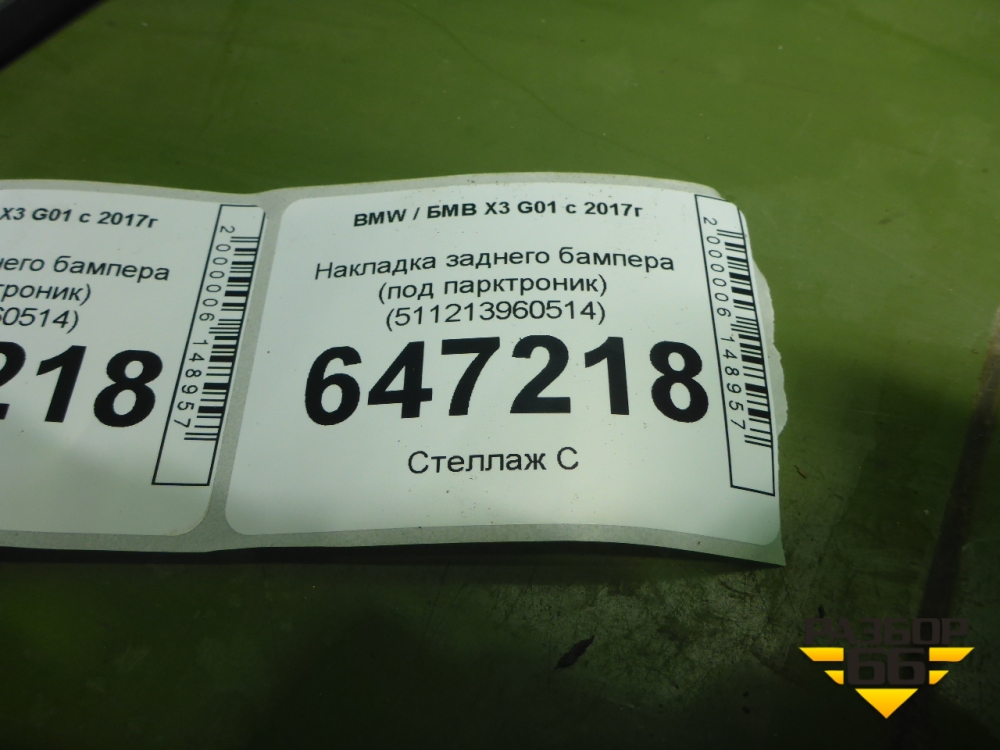 X3 G01 с 2017г
него бампера
троник)
60514)
218
2000006148957
BMW / БМВ X3 G01 с 2017г
Накладка заднего бампера
(под парктроник)
(511213960514)
647218
Стеллаж С
2000006148957
РАЗБОР
66